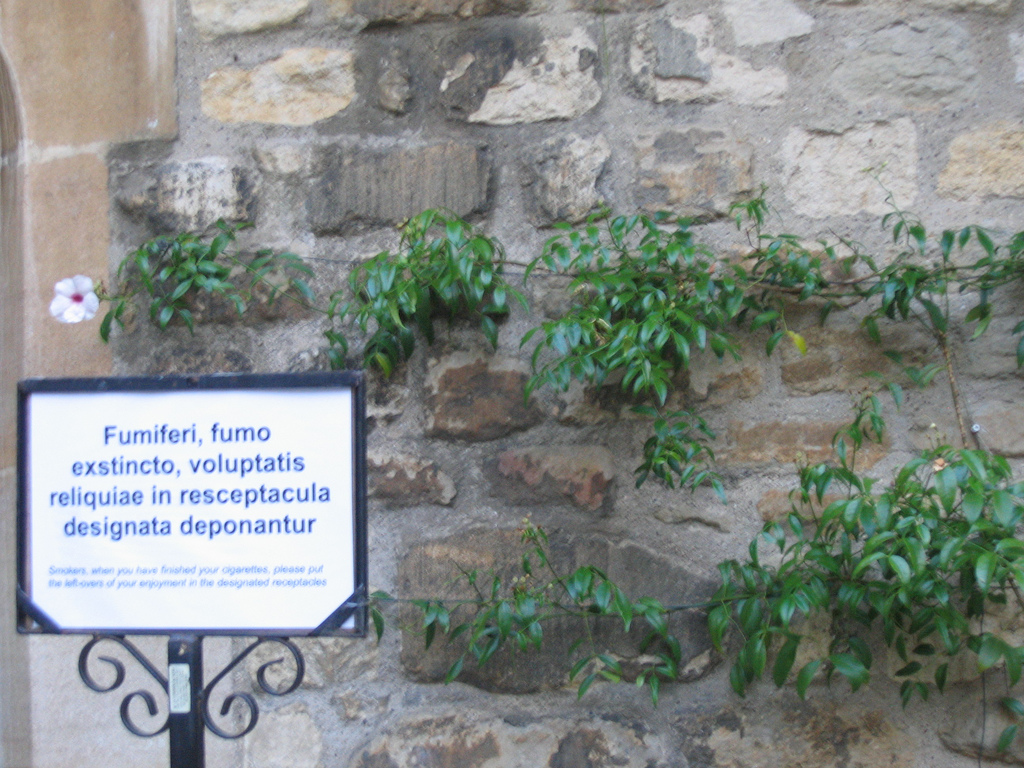 Fumiferi, fumo
exstincto, voluptatis
reliquiae in resceptacula
designata deponantur
Smokers, when you have finished your cigarettes, please put
the left-overs of your enjoyment in the designated receptacles